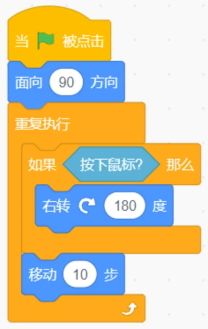 当 被点击
面向 90 方向
重复执行
如果 按下鼠标? 那么
右转 180 度
移动 10 步